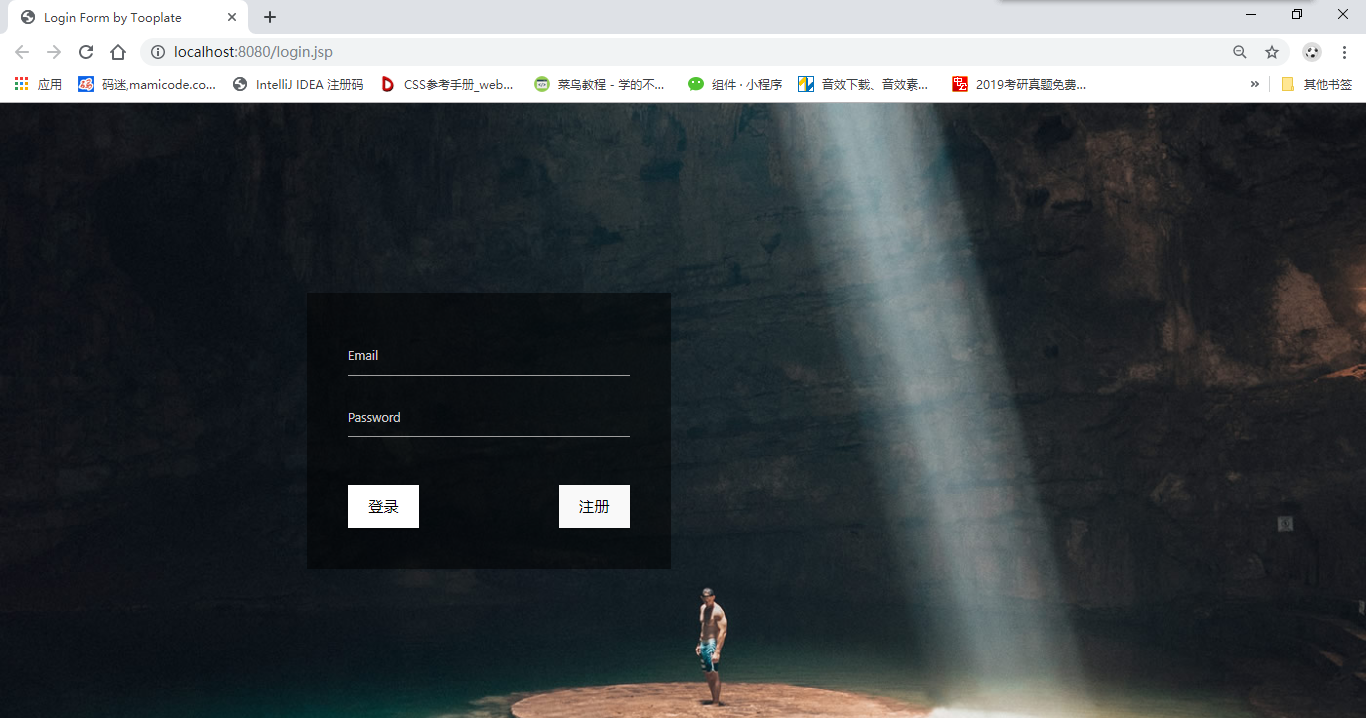 Login Form by Tooplate
localhost:8080/login.jsp
应用 码迷,mamicode.co... IntelliJ IDEA 注册码 CSS参考手册_web... 菜鸟教程 - 学的不... 组件 · 小程序 音效下载、音效素... 2019考研真题免费... » 其他书签
Email
Password
登录 注册